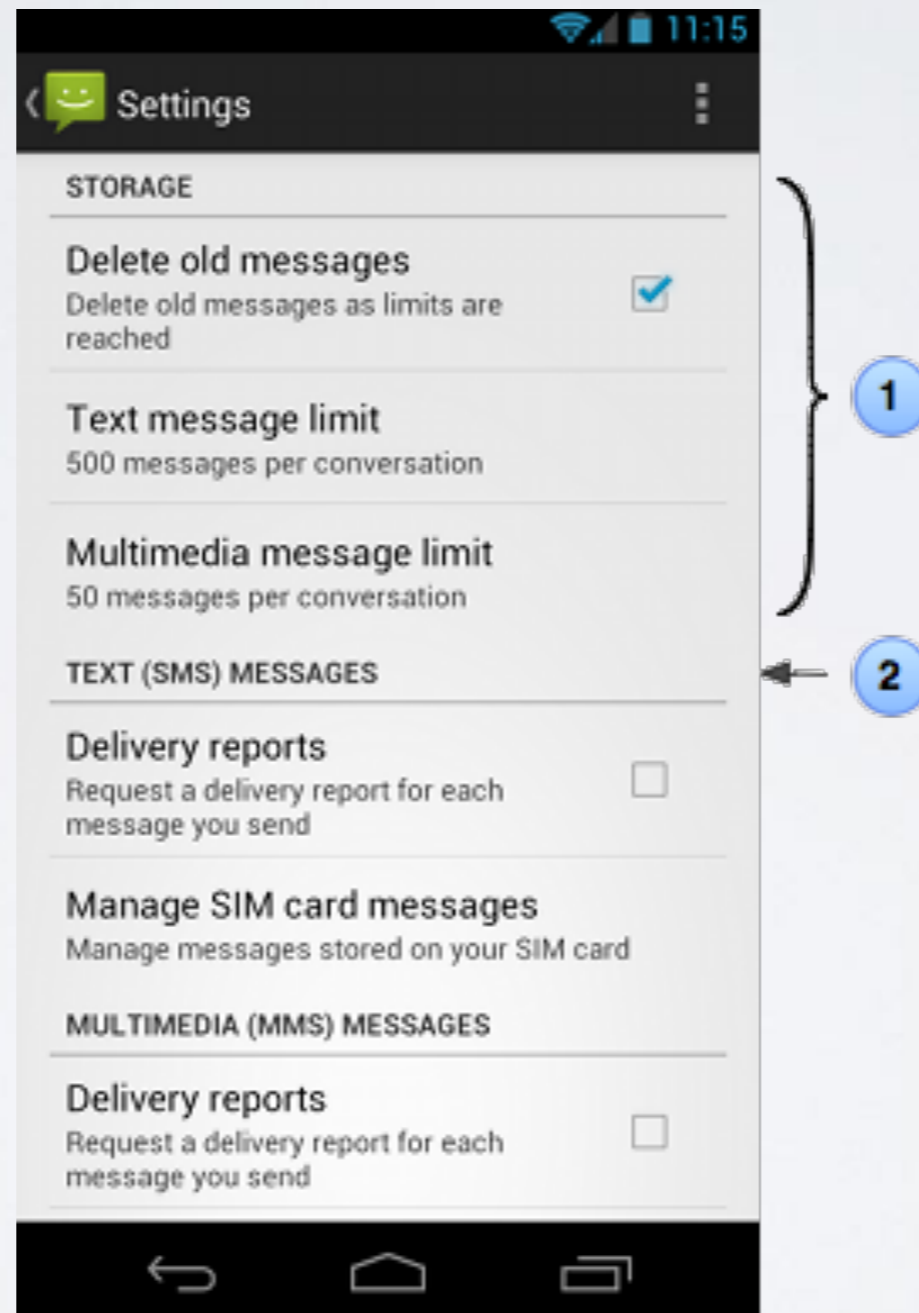 11:15
Settings
STORAGE
Delete old messages
Delete old messages as limits are
reached
1
Text message limit
500 messages per conversation
Multimedia message limit
50 messages per conversation
TEXT (SMS) MESSAGES
2
Delivery reports
Request a delivery report for each
message you send
Manage SIM card messages
Manage messages stored on your SIM card
MULTIMEDIA (MMS) MESSAGES
Delivery reports
Request a delivery report for each
message you send